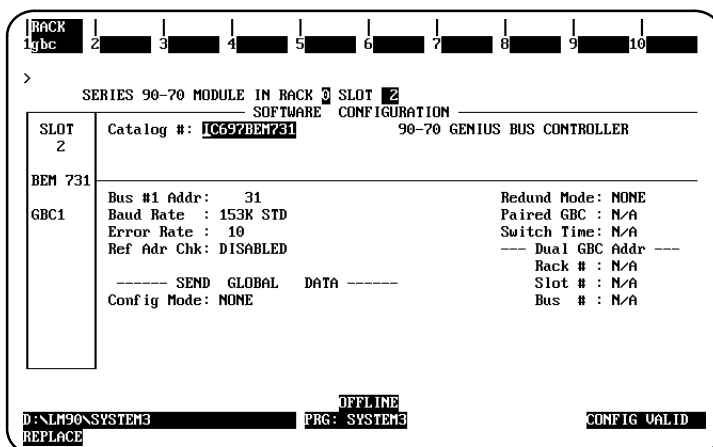 RACK
1gbc 2 3 4 5 6 7 8 9 10
>
SERIES 90-70 MODULE IN RACK 0 SLOT 2
SOFTWARE CONFIGURATION
SLOT Catalog #: IC697BEM731 90-70 GENIUS BUS CONTROLLER
2
BEM 731
Bus #1 Addr: 31 Redund Mode: NONE
GBC1 Baud Rate : 153K STD Paired GBC : N/A
Error Rate : 10 Switch Time: N/A
Ref Adr Chk: DISABLED --- Dual GBC Addr ---
Rack # : N/A
------ SEND GLOBAL DATA ------ Slot # : N/A
Config Mode: NONE Bus # : N/A
OFFLINE
D:\LM90\SYSTEM3 PRG: SYSTEM3 CONFIG VALID
REPLACE